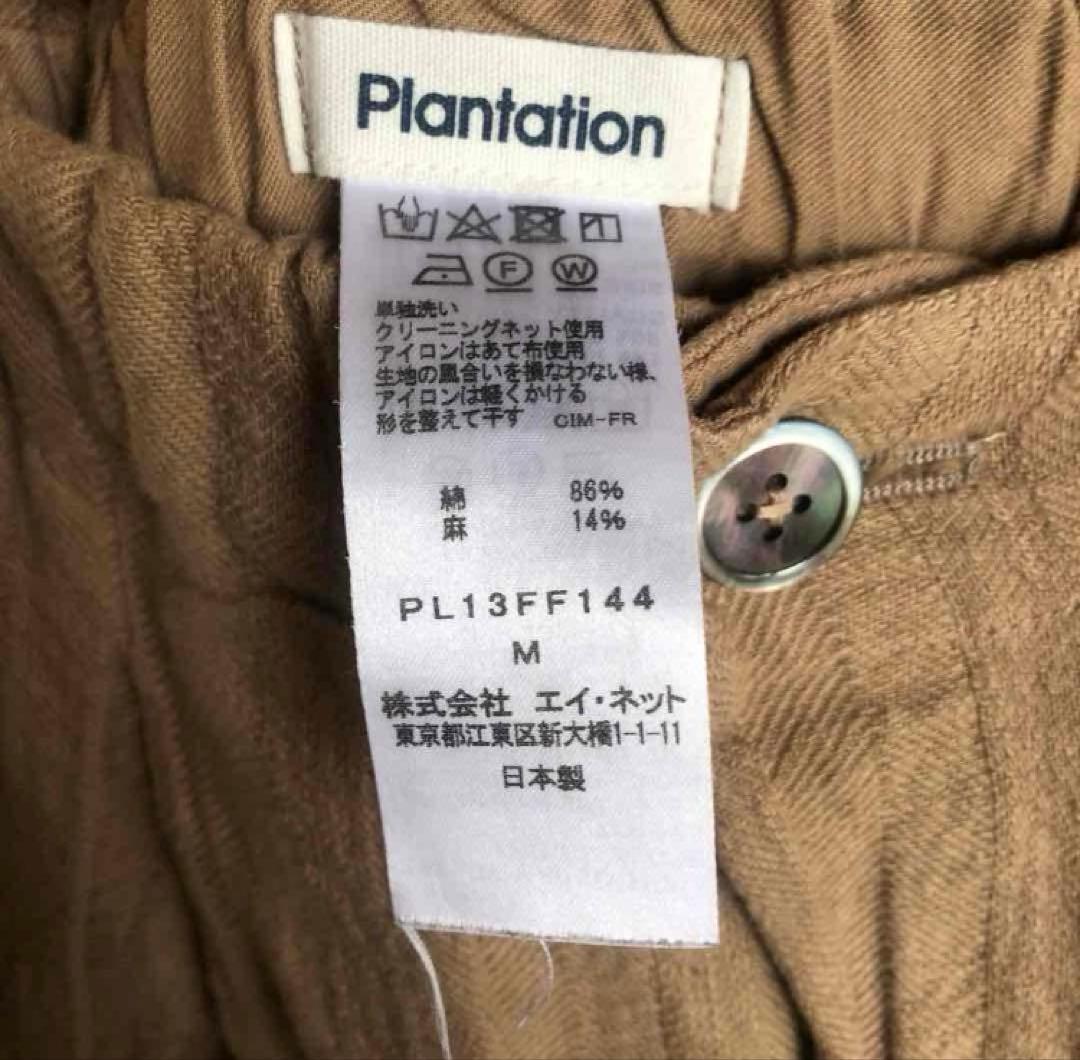 Plantation
F W
単独洗い
クリーニングネット使用
アイロンはあて布使用
生地の風合いを損なわない様、
アイロンは軽くかける
形を整えて干す CIM-FR
綿 86%
麻 14%
PL13FF144
M
株式会社 エイ・ネット
東京都江東区新大橋1-1-11
日本製